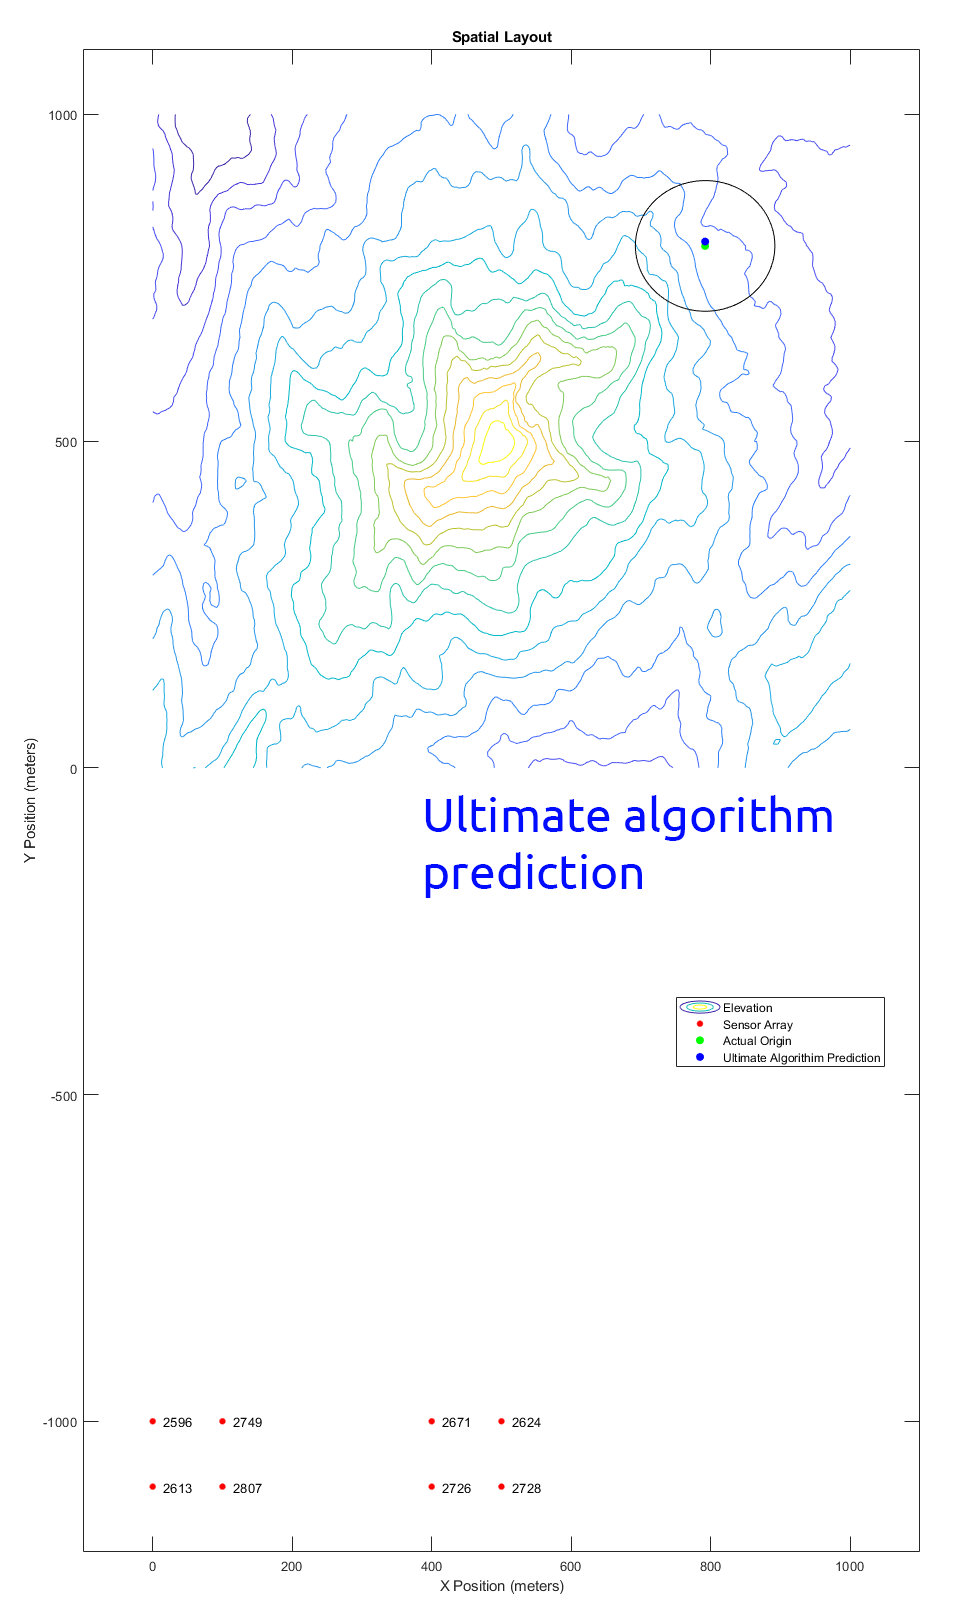 Spatial Layout
1000
500
0
-500
-1000
Y Position (meters)
Ultimate algorithm
prediction
Elevation
Sensor Array
Actual Origin
Ultimate Algorithim Prediction
2596 2749 2671 2624
2613 2807 2726 2728
0 200 400 600 800 1000
X Position (meters)